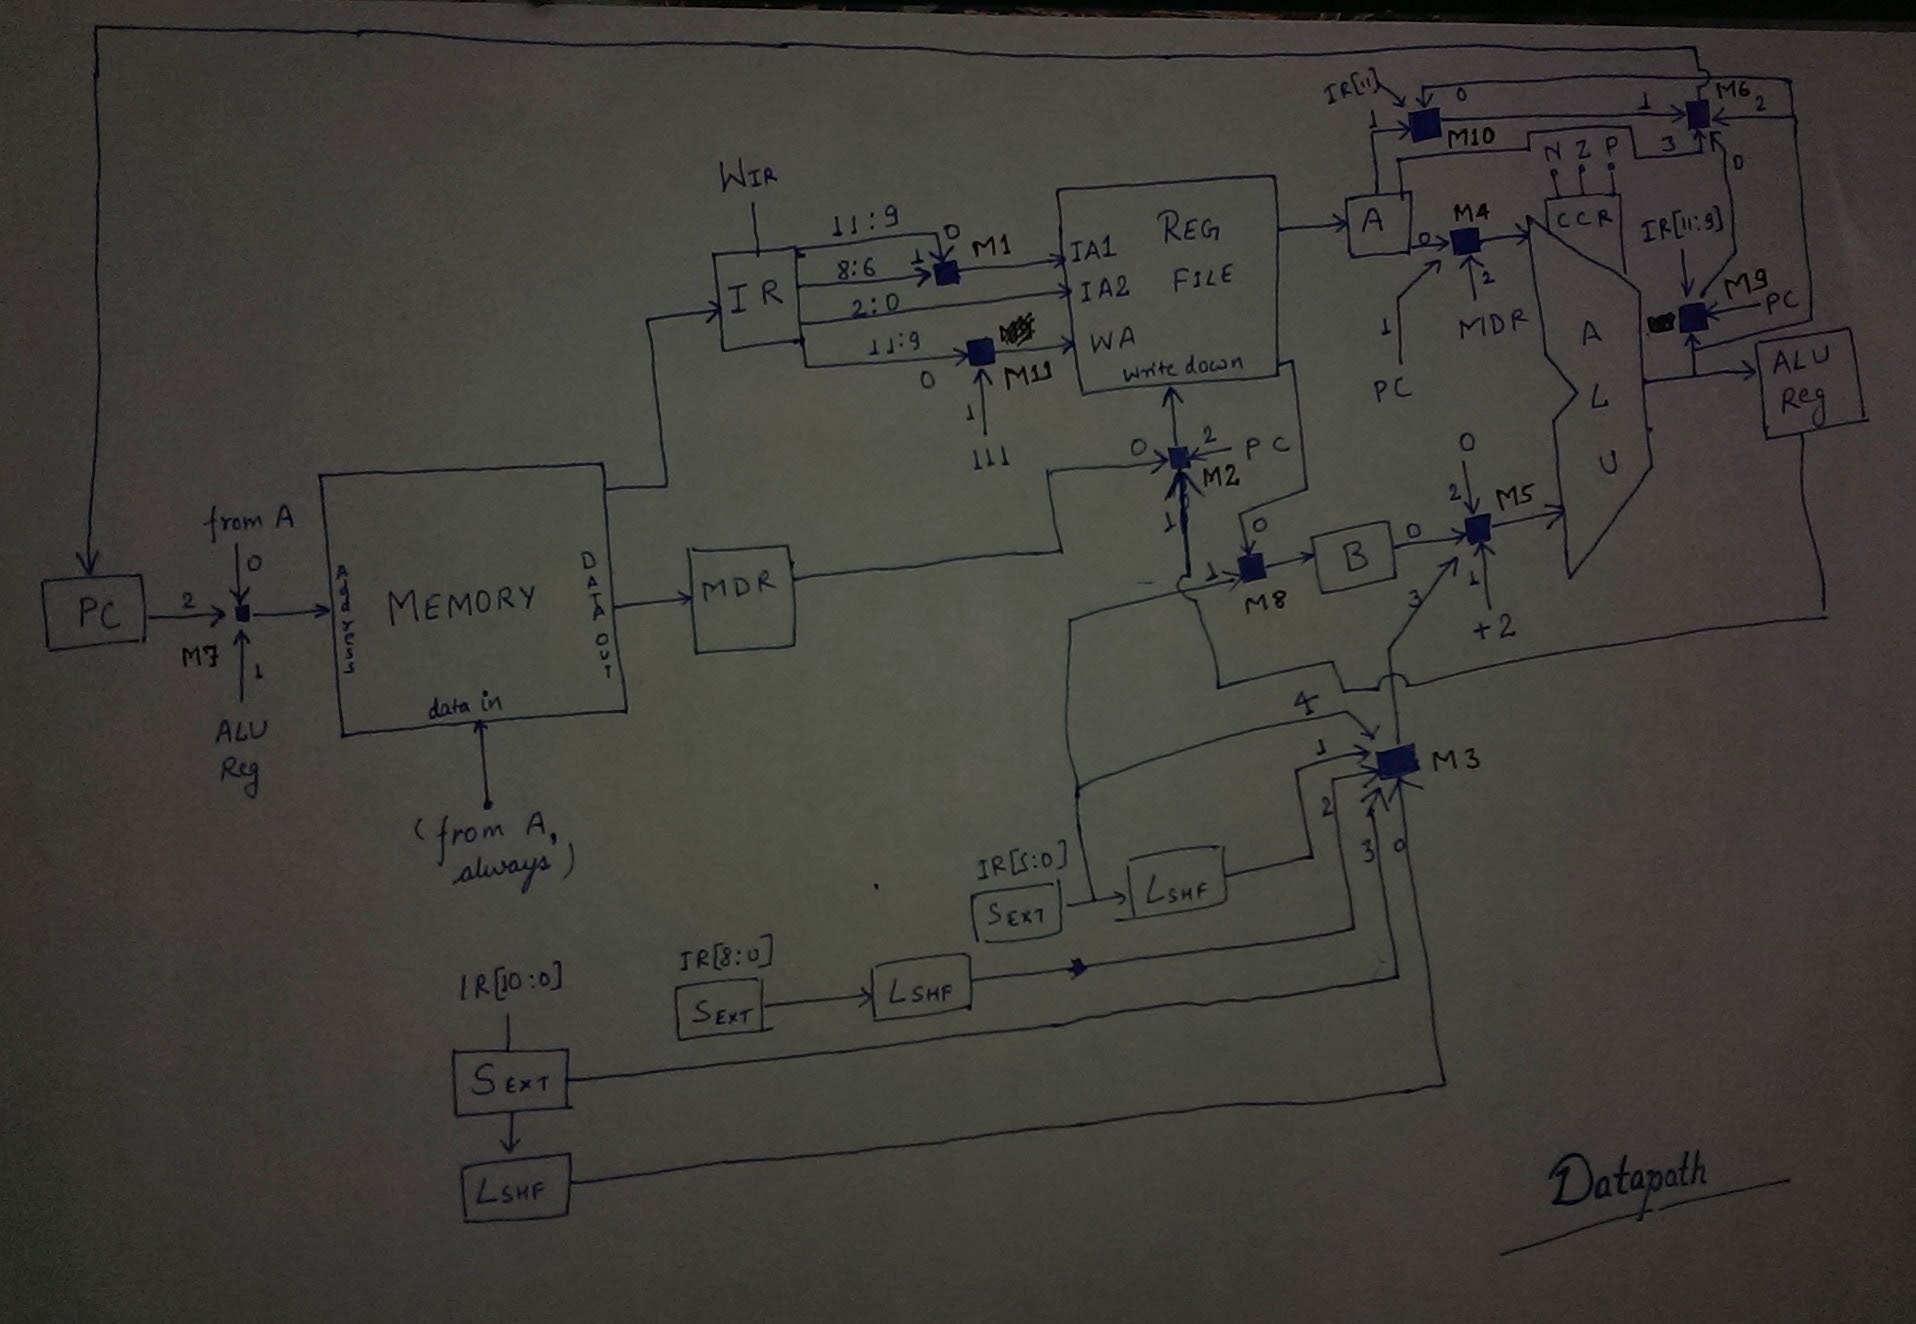 IR[11]
0
1
M6
2
1
M10
3
N Z P
0
WIR
11:9
0
M1
1
8:6
2:0
11:9
0
M11
1
111
IR
IA1
IA2
WA
REG
FILE
write down
A
0
M4
2
MDR
1
PC
CCR
IR[11:9]
M9
PC
ALU
ALU
Reg
0
2
PC
M2
1
0
2
M5
0
1
+2
3
0
1
M8
B
from A
0
PC
2
M7
1
ALU
Reg
ADDRESS
MEMORY
DATA OUT
data in
(from A,
always)
MDR
4
1
M3
2
3
0
IR[5:0]
SEXT
LSHF
IR[8:0]
SEXT
LSHF
IR[10:0]
SEXT
LSHF
Datapath